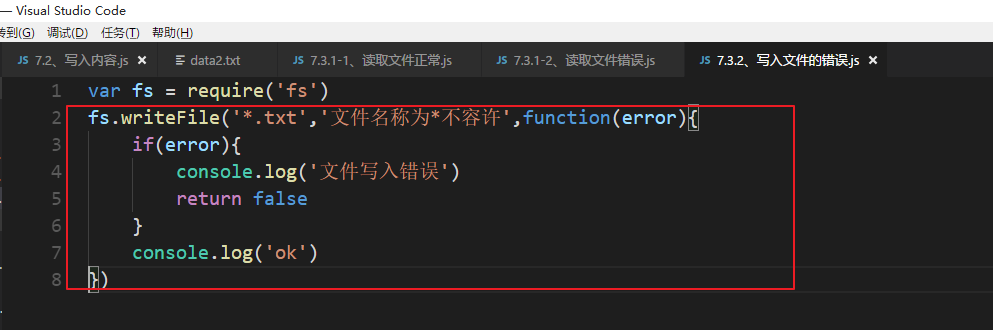 — Visual Studio Code
转到(G) 调试(D) 任务(T) 帮助(H)
JS 7.2、写入内容.js × data2.txt JS 7.3.1-1、读取文件正常.js JS 7.3.1-2、读取文件错误.js JS 7.3.2、写入文件的错误.js ×
1 var fs = require('fs')
2 fs.writeFile('*.txt','文件名称为*不容许',function(error){
3 if(error){
4 console.log('文件写入错误')
5 return false
6 }
7 console.log('ok')
8 })